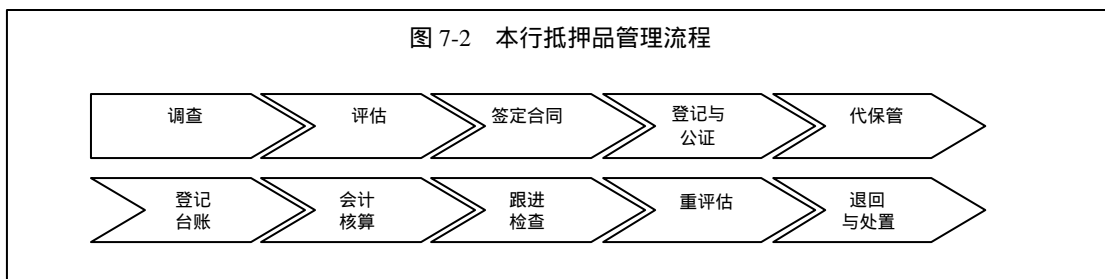 图 7-2 本行抵押品管理流程
调查
评估
签定合同
登记与
公证
代保管
登记
台账
会计
核算
跟进
检查
重评估
退回
与处置